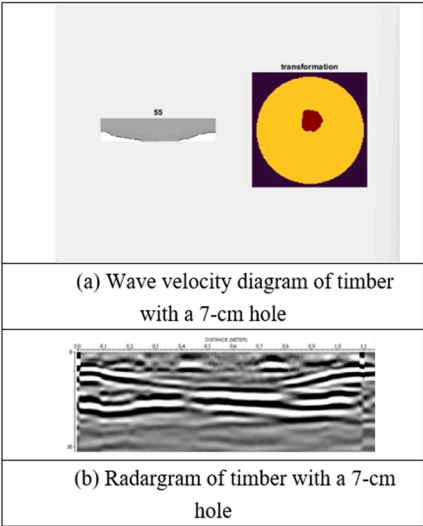 55
transformation
(a) Wave velocity diagram of timber
with a 7-cm hole
DISTANCE [METER]
0,0 0,1 0,2 0,3 0,4 0,5 0,6 0,7 0,8 0,9 1,0 1,1
0
(b) Radargram of timber with a 7-cm
hole